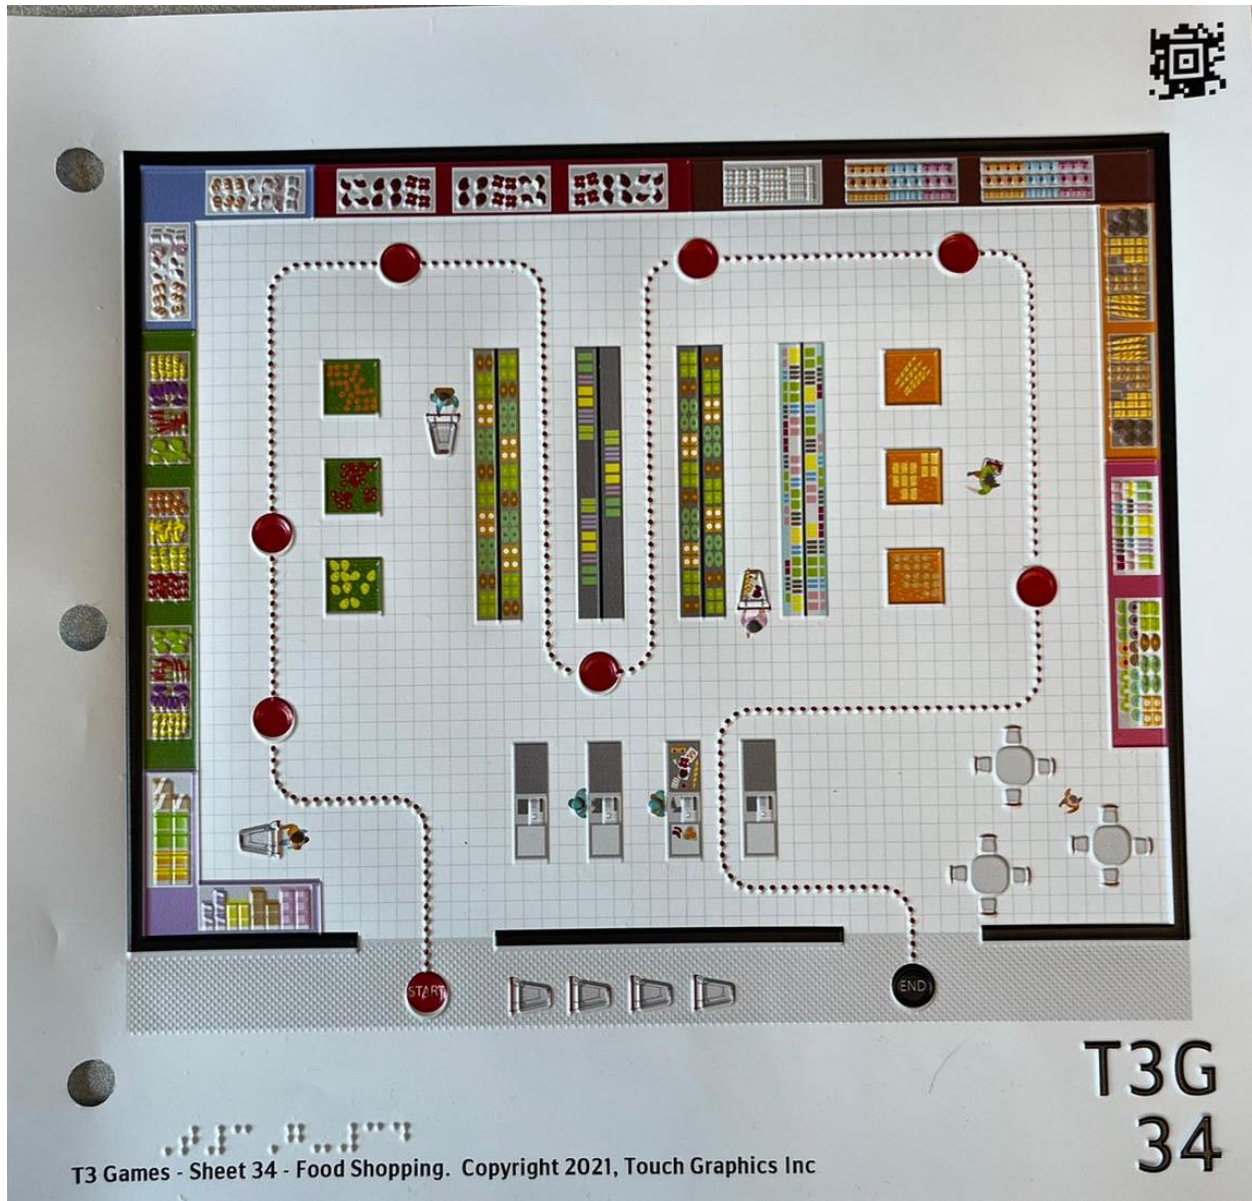 START
END
T3G
34
T3 Games - Sheet 34 - Food Shopping. Copyright 2021, Touch Graphics Inc